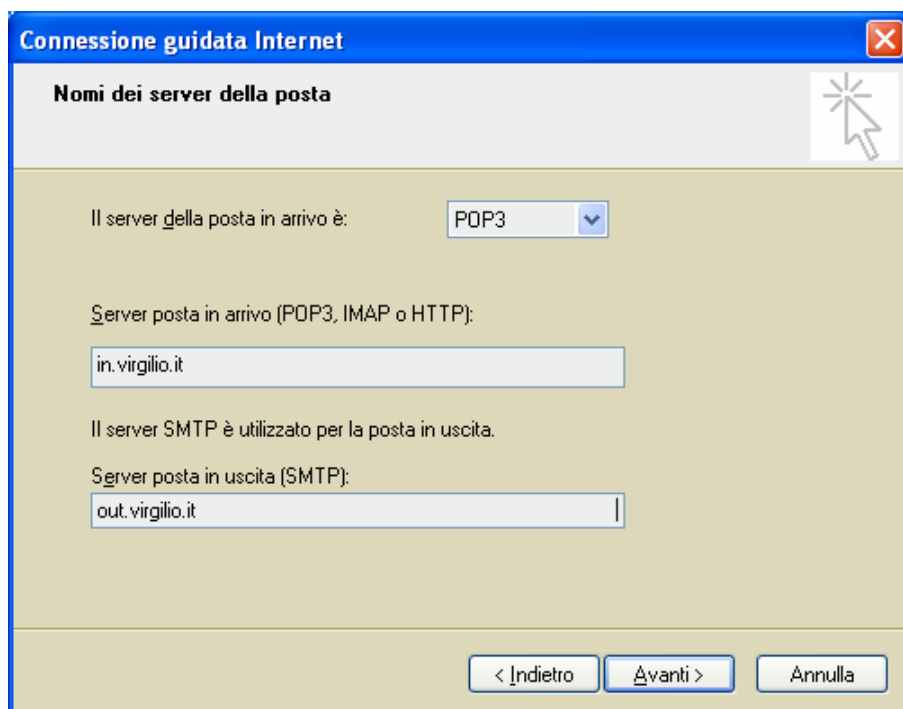 Connessione guidata Internet
Nomi dei server della posta
Il server della posta in arrivo è: POP3
Server posta in arrivo (POP3, IMAP o HTTP):
in.virgilio.it
Il server SMTP è utilizzato per la posta in uscita.
Server posta in uscita (SMTP):
out.virgilio.it
< Indietro Avanti > Annulla